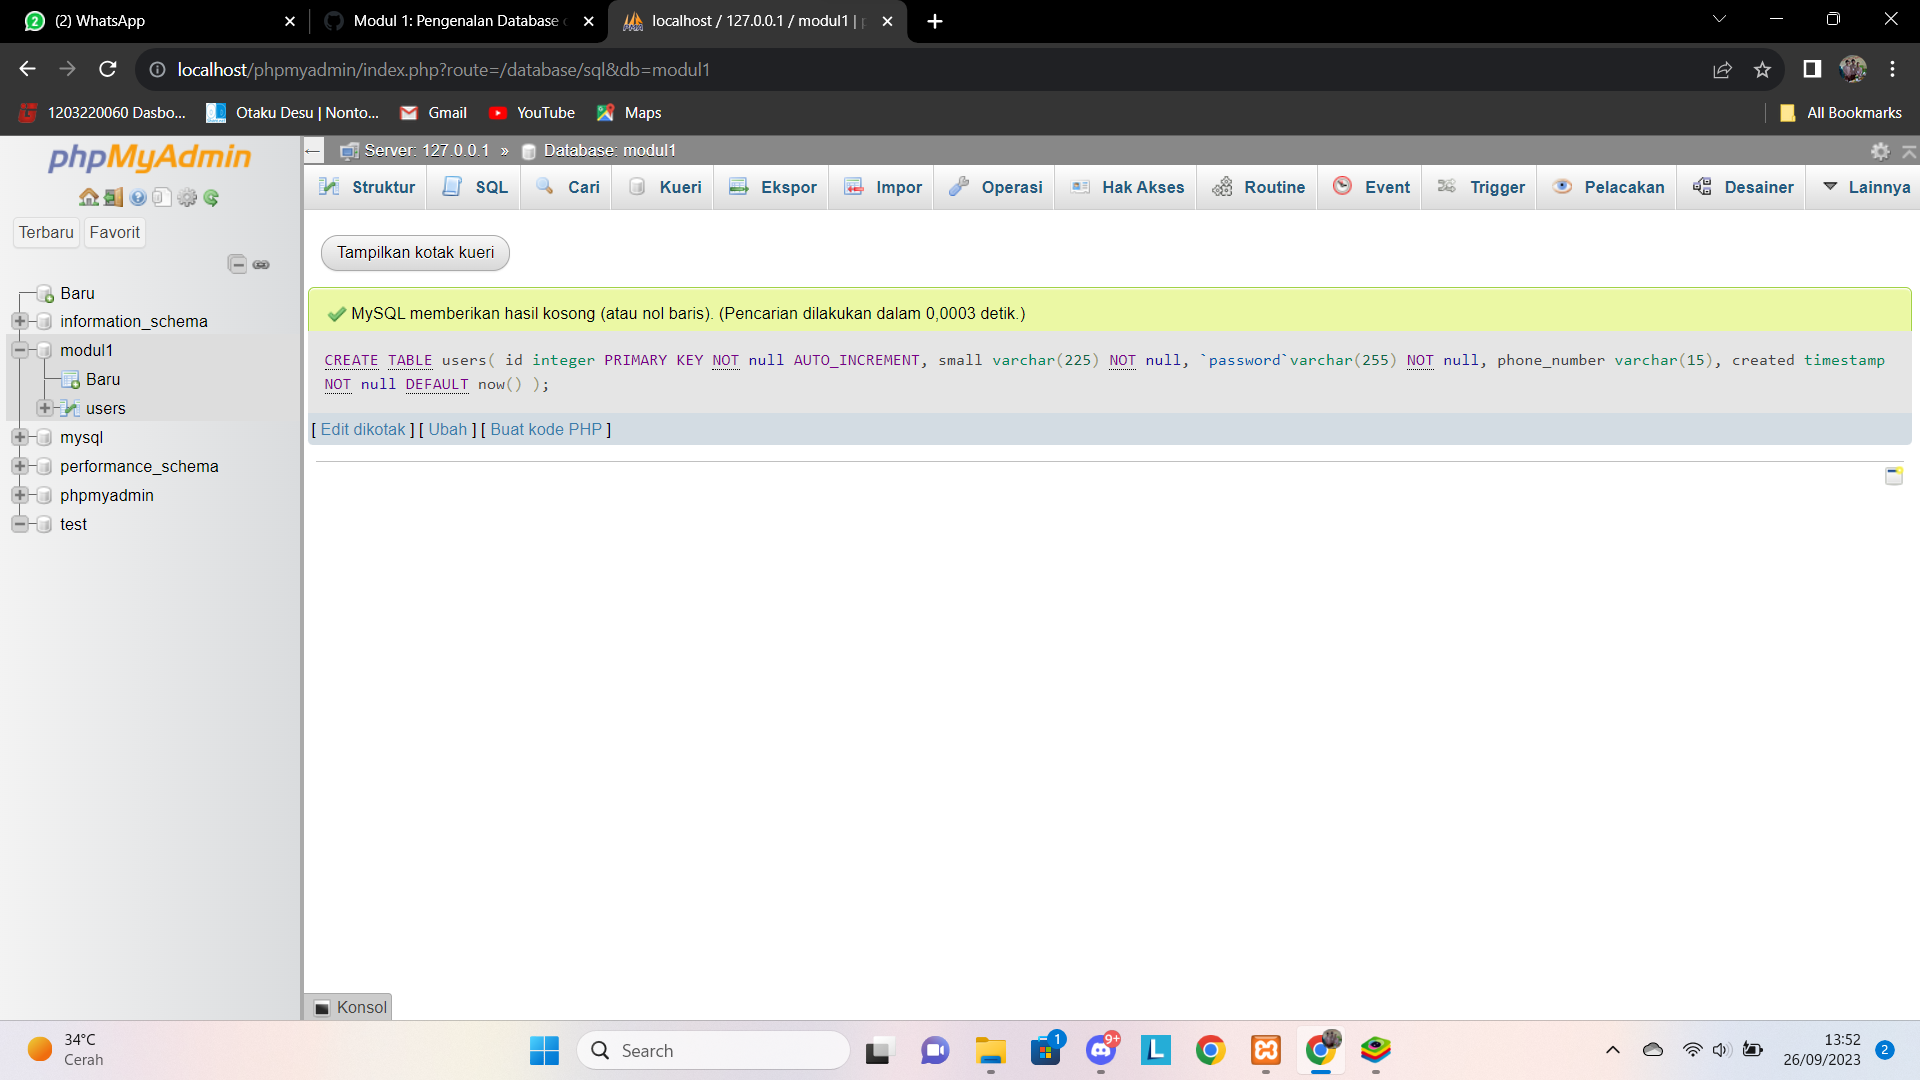 (2) WhatsApp
Modul 1: Pengenalan Database
localhost / 127.0.0.1 / modul1 |
localhost/phpmyadmin/index.php?route=/database/sql&db=modul1
1203220060 Dasbo...
Otaku Desu | Nonto...
Gmail
YouTube
Maps
All Bookmarks
phpMyAdmin
Terbaru
Favorit
Baru
information_schema
modul1
Baru
users
mysql
performance_schema
phpmyadmin
test
Server: 127.0.0.1 » Database: modul1
Struktur
SQL
Cari
Kueri
Ekspor
Impor
Operasi
Hak Akses
Routine
Event
Trigger
Pelacakan
Desainer
Lainnya
Tampilkan kotak kueri
MySQL memberikan hasil kosong (atau nol baris). (Pencarian dilakukan dalam 0,0003 detik.)
CREATE TABLE users( id integer PRIMARY KEY NOT null AUTO_INCREMENT, small varchar(225) NOT null, `password`varchar(255) NOT null, phone_number varchar(15), created timestamp
NOT null DEFAULT now() );
[ Edit dikotak ] [ Ubah ] [ Buat kode PHP ]
Konsol
34°C
Cerah
Search
1
9+
13:52
26/09/2023
2